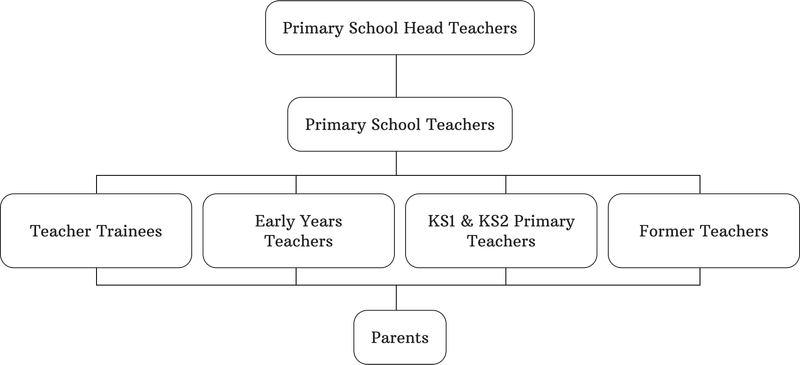 Primary School Head Teachers
Primary School Teachers
Teacher Trainees
Early Years
Teachers
KS1 & KS2 Primary
Teachers
Former Teachers
Parents